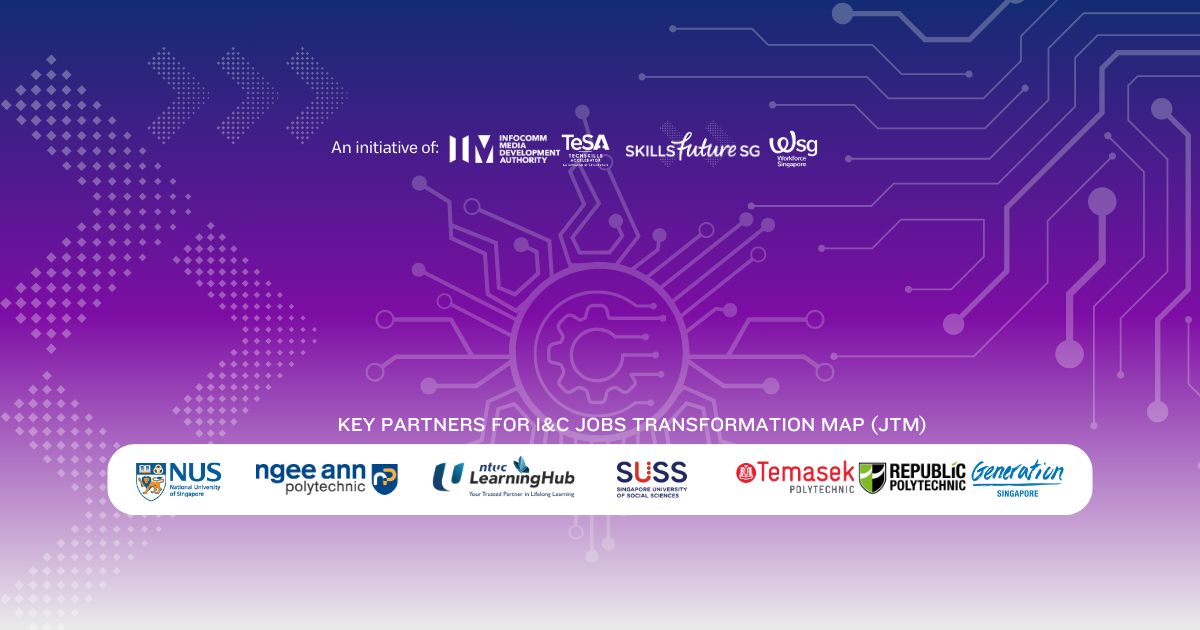 An initiative of:
INFOCOMM
MEDIA
DEVELOPMENT
AUTHORITY
TeSA
TECHSKILLS
ACCELERATOR
SKILLSfuture SG
wsg
Workforce
Singapore
KEY PARTNERS FOR I&C JOBS TRANSFORMATION MAP (JTM)
NUS
National University
of Singapore
ngee ann
polytechnic
ntuc
LearningHub
Your Trusted Partner in Lifelong Learning
SUSS
SINGAPORE UNIVERSITY
OF SOCIAL SCIENCES
Temasek
POLYTECHNIC
REPUBLIC
POLYTECHNIC
Generation
SINGAPORE